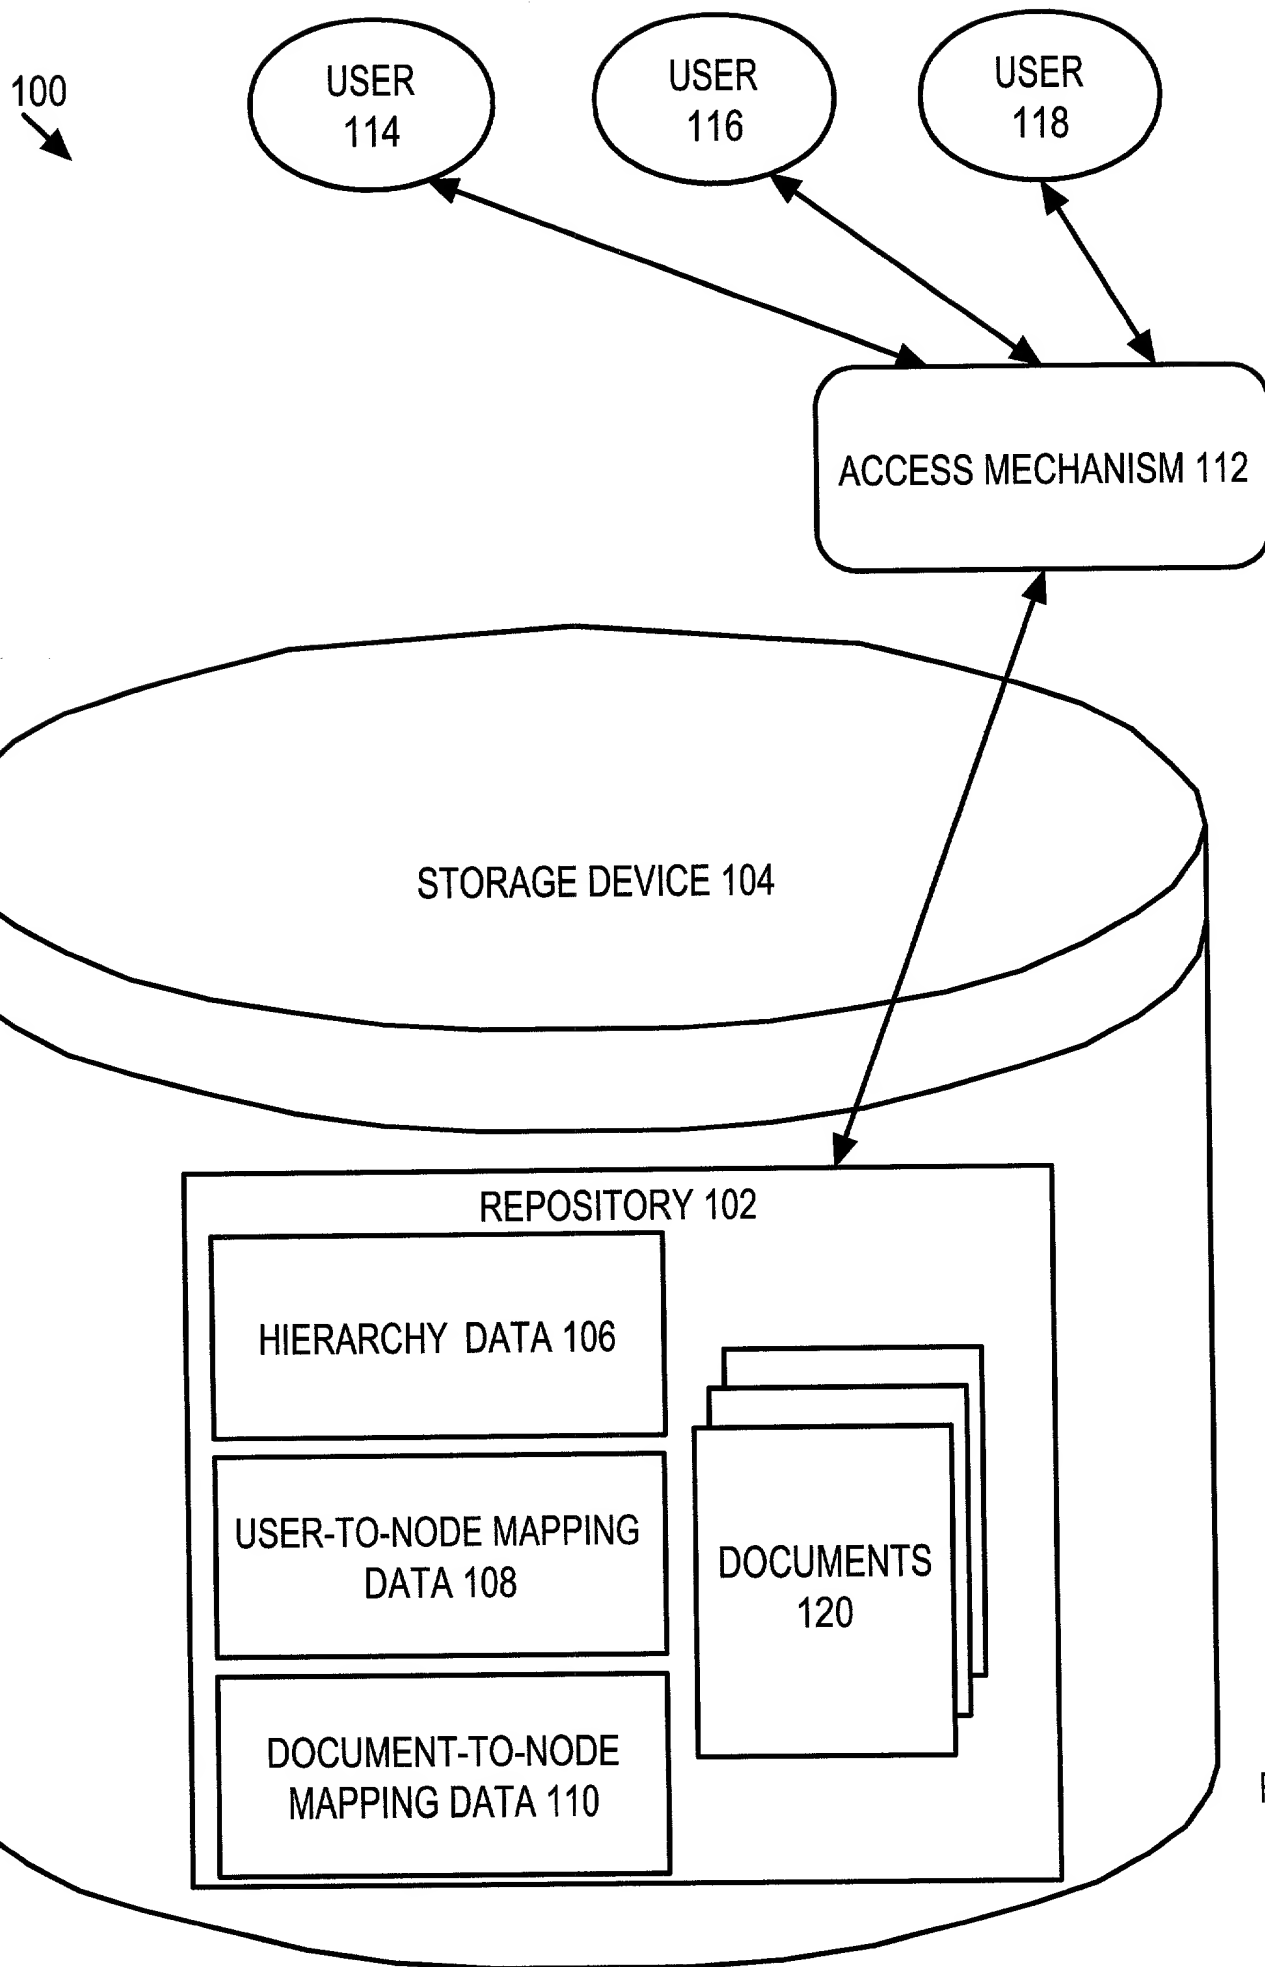 100
USER
114
USER
116
USER
118
ACCESS MECHANISM 112
STORAGE DEVICE 104
REPOSITORY 102
HIERARCHY DATA 106
USER-TO-NODE MAPPING
DATA 108
DOCUMENTS
120
DOCUMENT-TO-NODE
MAPPING DATA 110